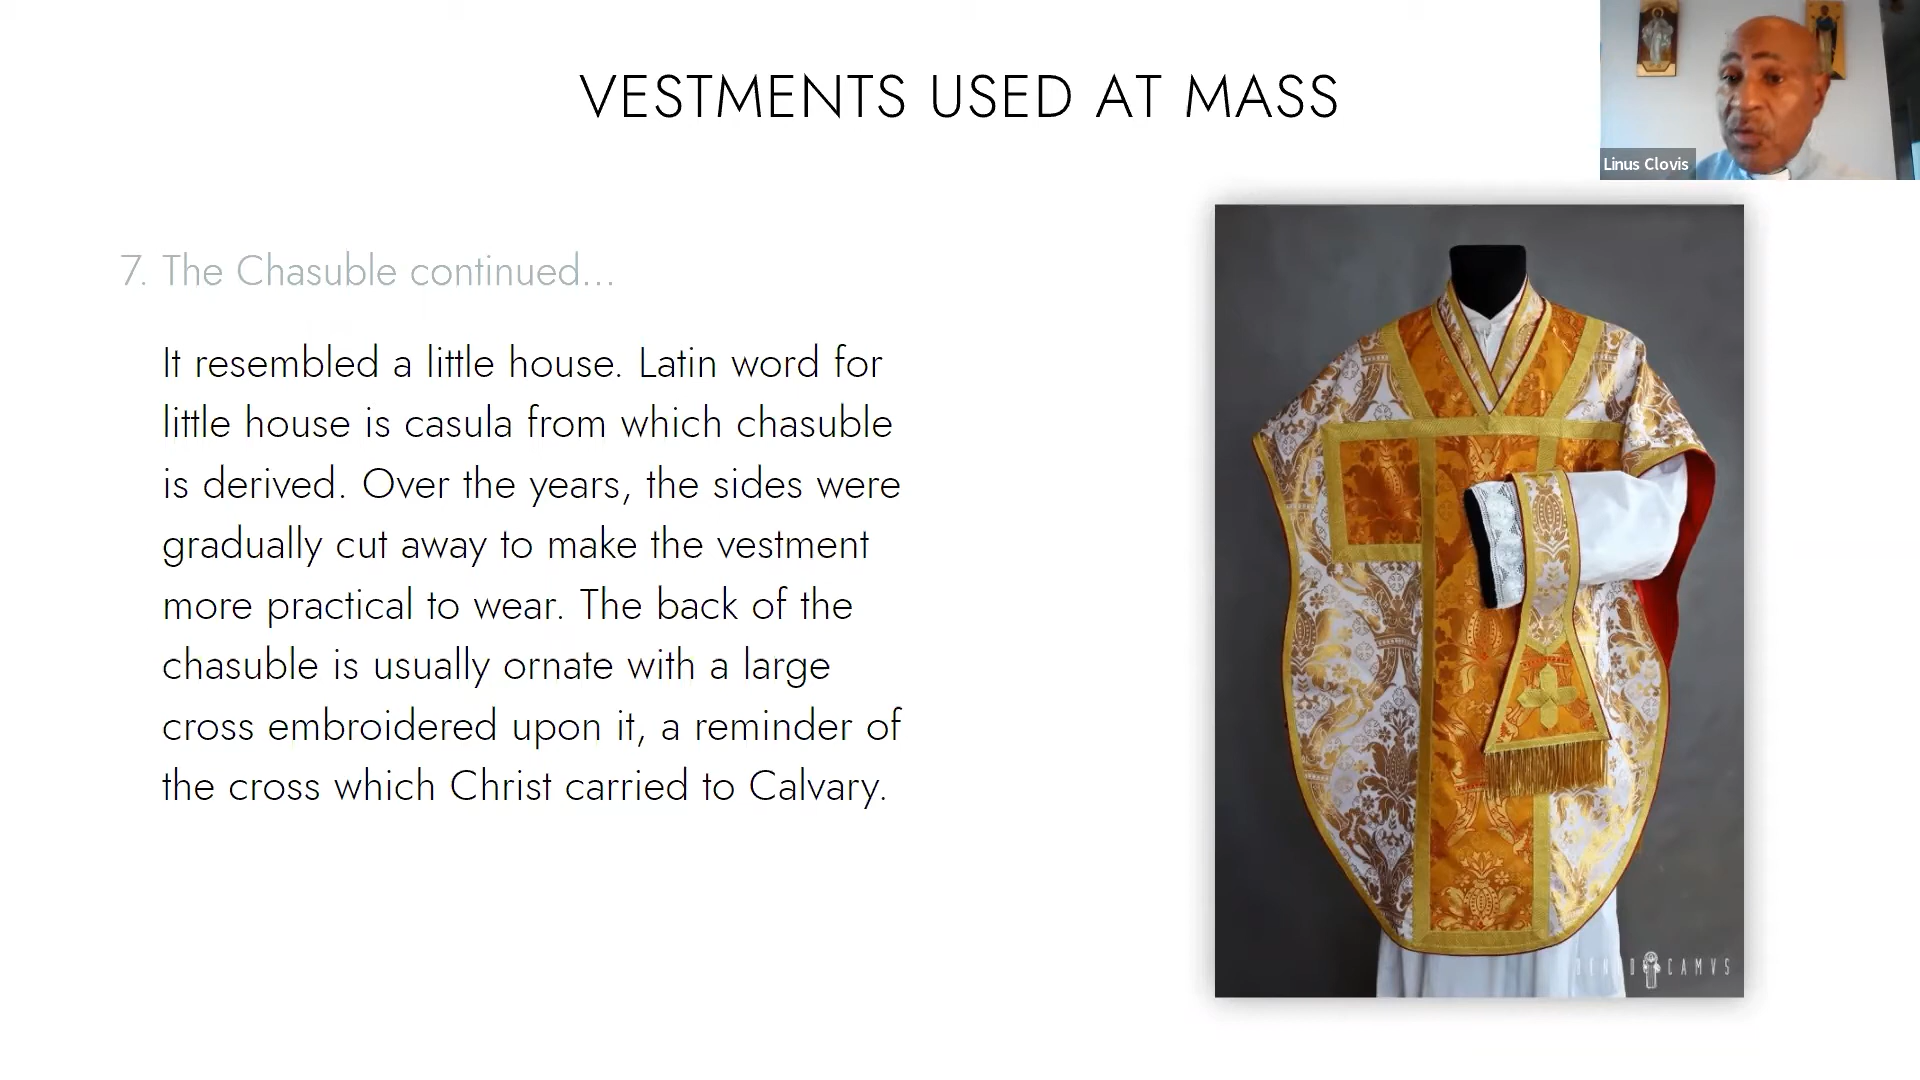 VESTMENTS USED AT MASS
Linus Clovis
7. The Chasuble continued...
It resembled a little house. Latin word for
little house is casula from which chasuble
is derived. Over the years, the sides were
gradually cut away to make the vestment
more practical to wear. The back of the
chasuble is usually ornate with a large
cross embroidered upon it, a reminder of
the cross which Christ carried to Calvary.
CAMVS